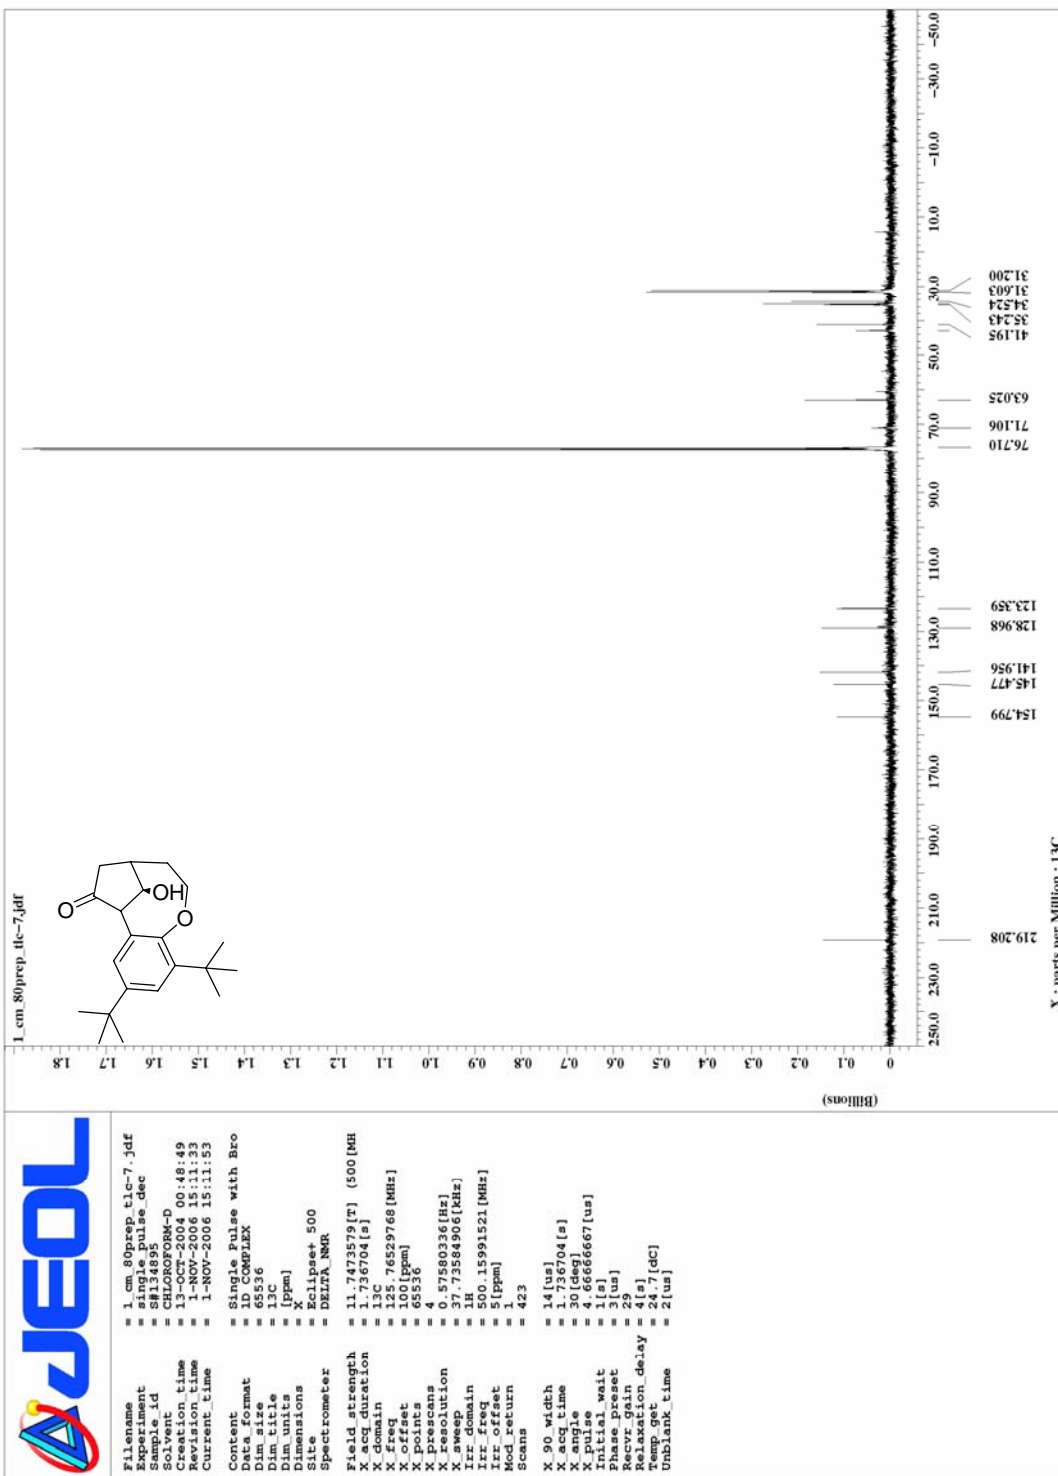 JEOL
Filename = 1_cm_80prep_tlc-7.jdf
Experiment = single_pulse_dec
Sample_id = S#134895
Solvent = CHLOROFORM-D
Creation_time = 13-OCT-2004 00:48:49
Revision_time = 1-NOV-2006 15:11:33
Current_time = 1-NOV-2006 15:11:53
Content = Single Pulse with Bro
Data_format = 1D COMPLEX
Dim_size = 65536
Dim_title = 13C
Dim_units = [ppm]
Dimensions = X
Site = Eclipse+ 500
Spectrometer = DELTA_NMR
Field_strength = 11.7473579[T] (500[MH
X_acq_duration = 1.736704[s]
X_domain = 13C
X_freq = 125.76529768[MHz]
X_offset = 100[ppm]
X_points = 65536
X_prescans = 4
X_resolution = 0.57580336[Hz]
X_sweep = 37.73584906[kHz]
Irr_domain = 1H
Irr_freq = 500.15991521[MHz]
Irr_offset = 5[ppm]
Mod_return = 1
Scans = 423
X_90_width = 14[us]
X_acq_time = 1.736704[s]
X_angle = 30[deg]
X_pulse = 4.66666667[us]
Initial_wait = 1[s]
Phase_preset = 3[us]
Recvr_gain = 29
Relaxation_delay = 4[s]
Temp_get = 24.7[dC]
Unblank_time = 2[us]
1_cm_80prep_tlc-7.jdf
O
OH
O
(Billions)
1.8
1.7
1.6
1.5
1.4
1.3
1.2
1.1
1.0
0.9
0.8
0.7
0.6
0.5
0.4
0.3
0.2
0.1
0
250.0 230.0 210.0 190.0 170.0 150.0 130.0 110.0 90.0 70.0 50.0 30.0 10.0 -10.0 -30.0 -50.0
219.208
154.799
145.477
141.956
128.968
123.359
76.710
71.106
63.025
41.195
35.243
34.524
31.603
31.200
X : parts per Million : 13C